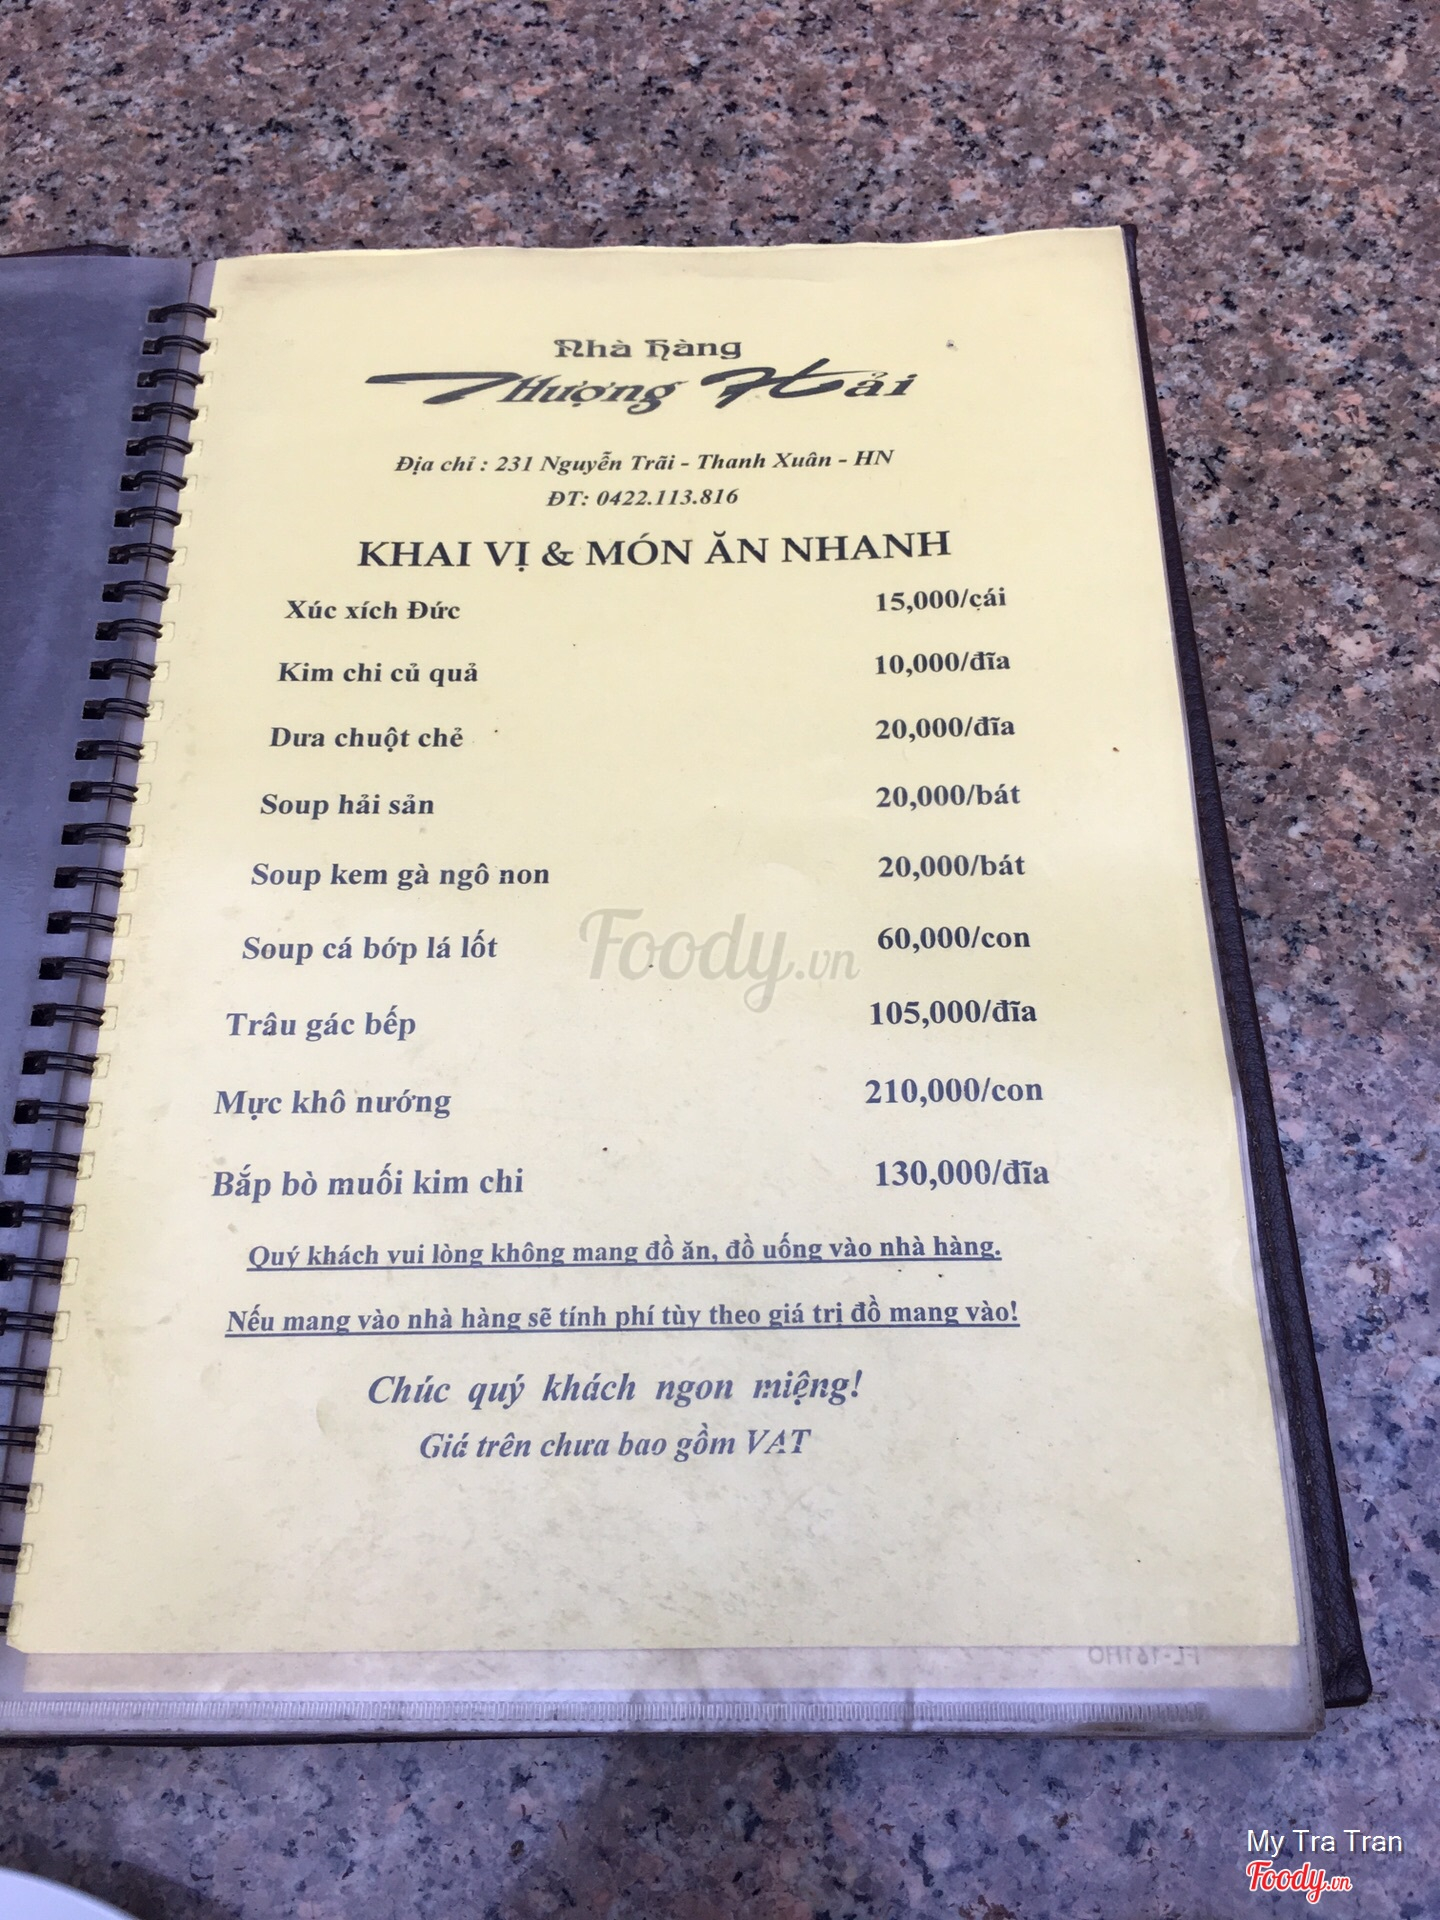 Nhà hàng
Thượng Hải
Địa chỉ : 231 Nguyễn Trãi - Thanh Xuân - HN
ĐT: 0422.113.816
KHAI VỊ & MÓN ĂN NHANH
Xúc xích Đức 15,000/cái
Kim chi củ quả 10,000/đĩa
Dưa chuột chẻ 20,000/đĩa
Soup hải sản 20,000/bát
Soup kem gà ngô non 20,000/bát
Soup cá bớp lá lốt 60,000/con
Trâu gác bếp 105,000/đĩa
Mực khô nướng 210,000/con
Bắp bò muối kim chi 130,000/đĩa
Quý khách vui lòng không mang đồ ăn, đồ uống vào nhà hàng.
Nếu mang vào nhà hàng sẽ tính phí tùy theo giá trị đồ mang vào!
Chúc quý khách ngon miệng!
Giá trên chưa bao gồm VAT
Foody.vn
FL-161HO
My Tra Tran
Foody.vn